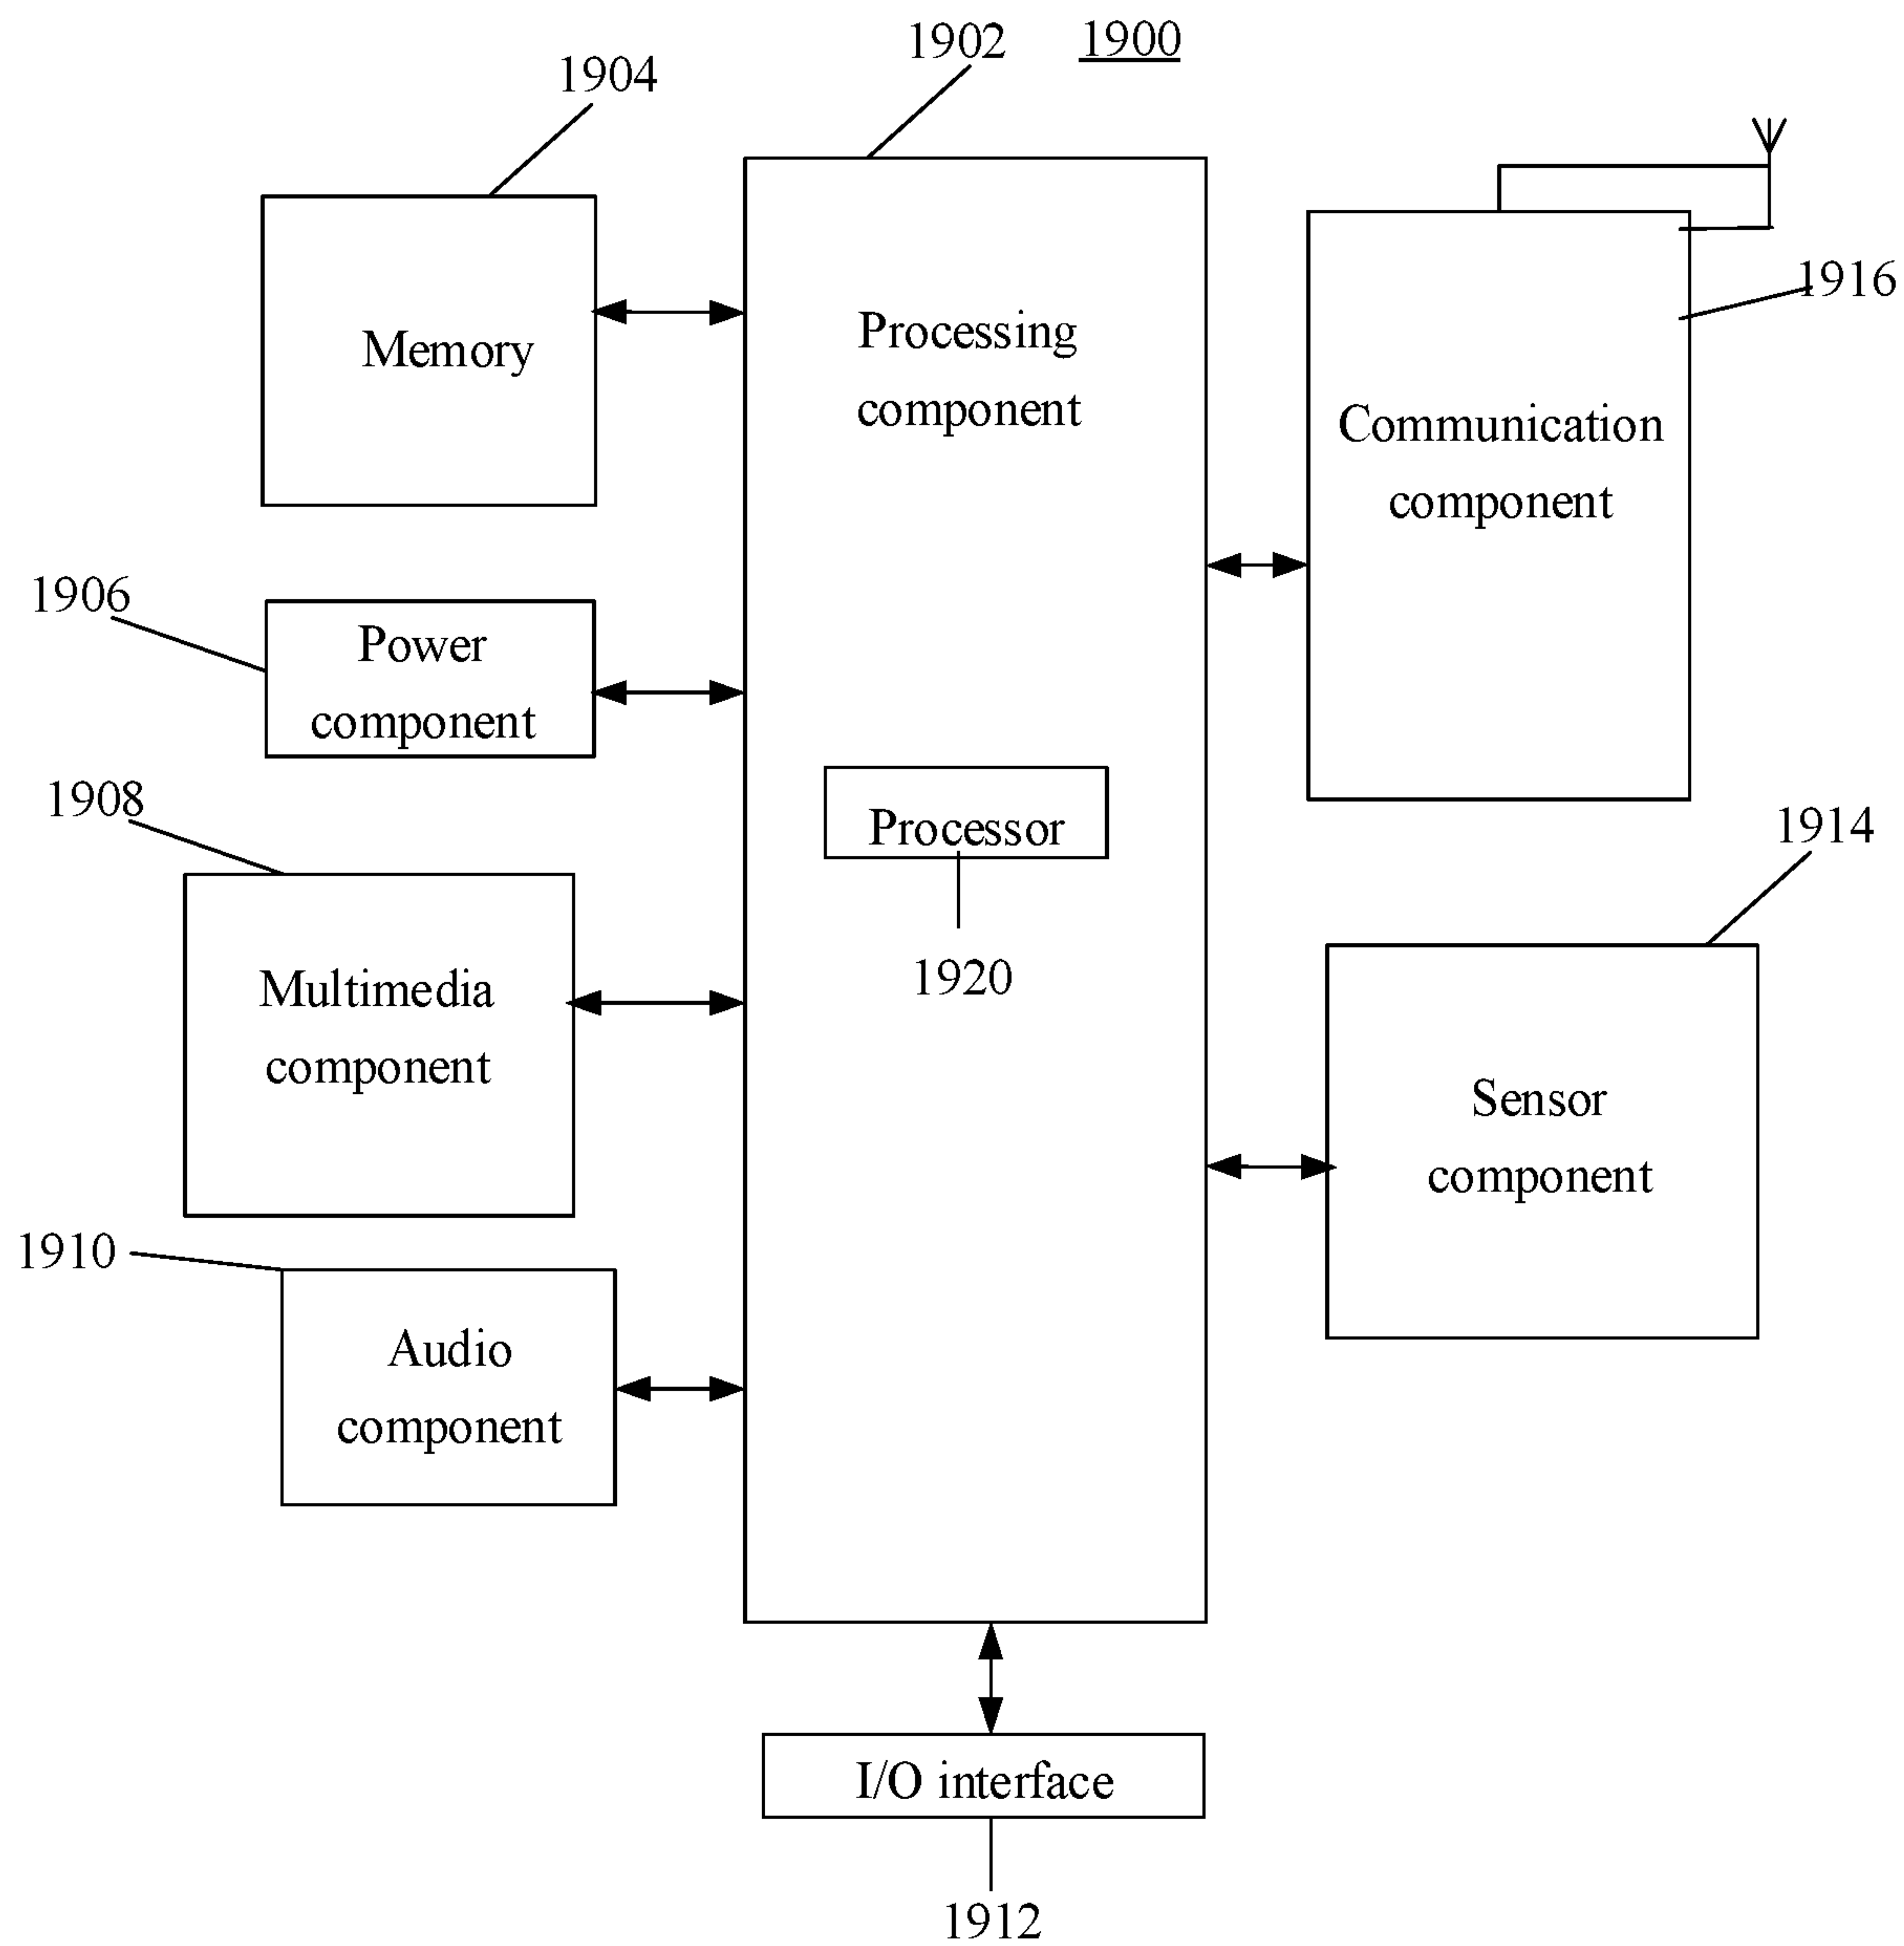 1902
1900
1904
Memory
Processing
component
1916
Communication
component
1906
Power
component
1908
Processor
1914
1920
Multimedia
component
Sensor
component
1910
Audio
component
I/O interface
1912